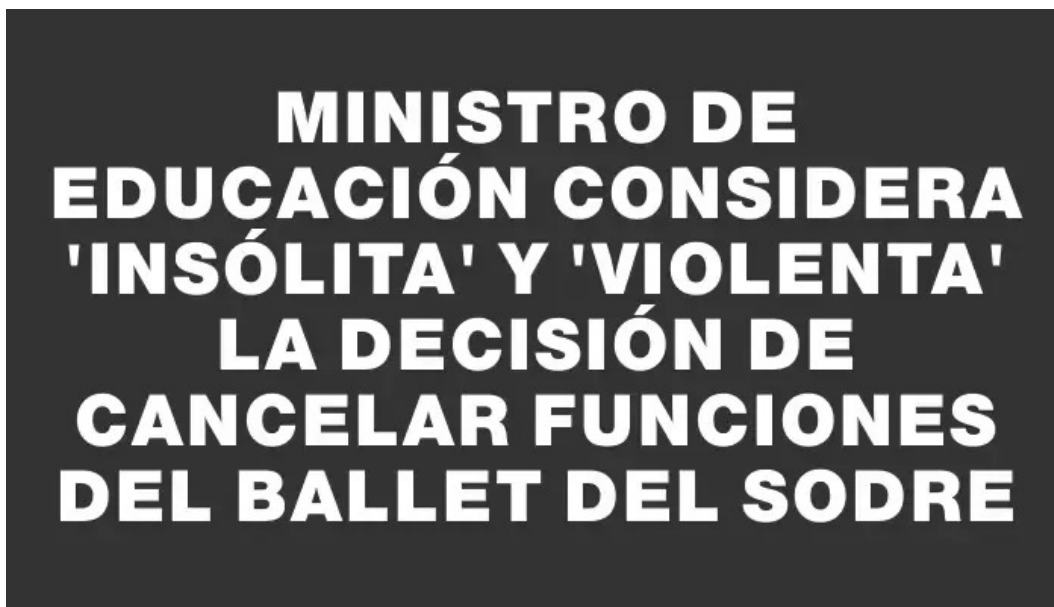 MINISTRO DE
EDUCACIÓN CONSIDERA
'INSÓLITA' Y 'VIOLENTA'
LA DECISIÓN DE
CANCELAR FUNCIONES
DEL BALLET DEL SODRE